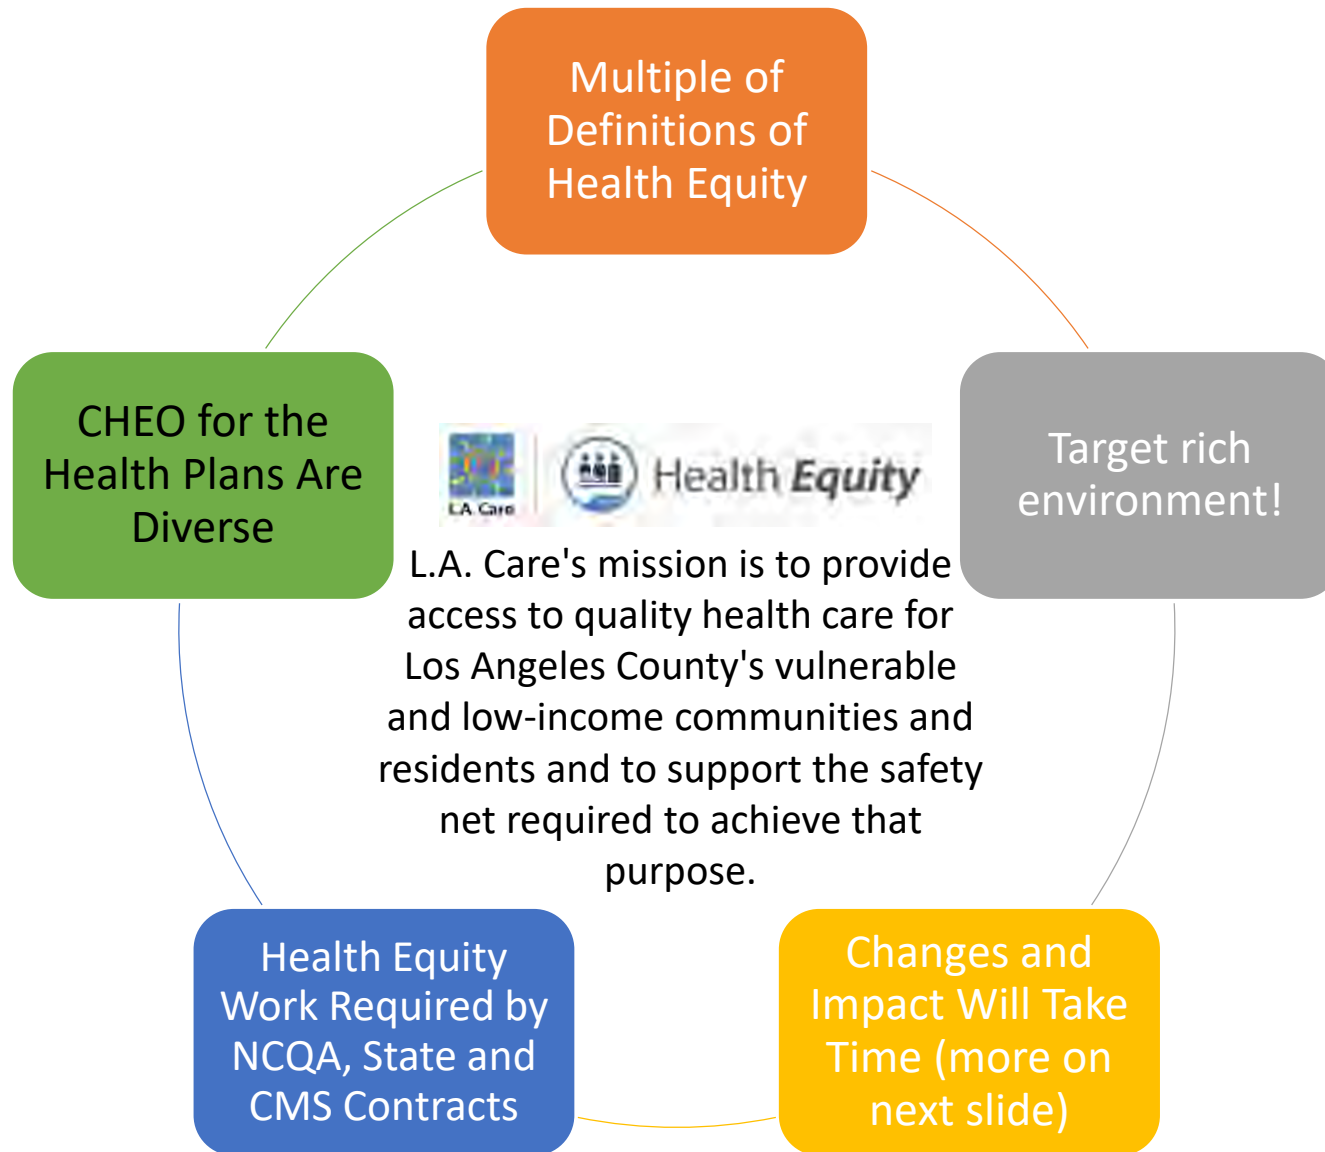 Multiple of
Definitions of
Health Equity
Target rich
environment!
Changes and
Impact Will Take
Time (more on
next slide)
Health Equity
Work Required by
NCQA, State and
CMS Contracts
CHEO for the
Health Plans Are
Diverse
L.A. Care
Health Equity
L.A. Care's mission is to provide
access to quality health care for
Los Angeles County's vulnerable
and low-income communities and
residents and to support the safety
net required to achieve that
purpose.